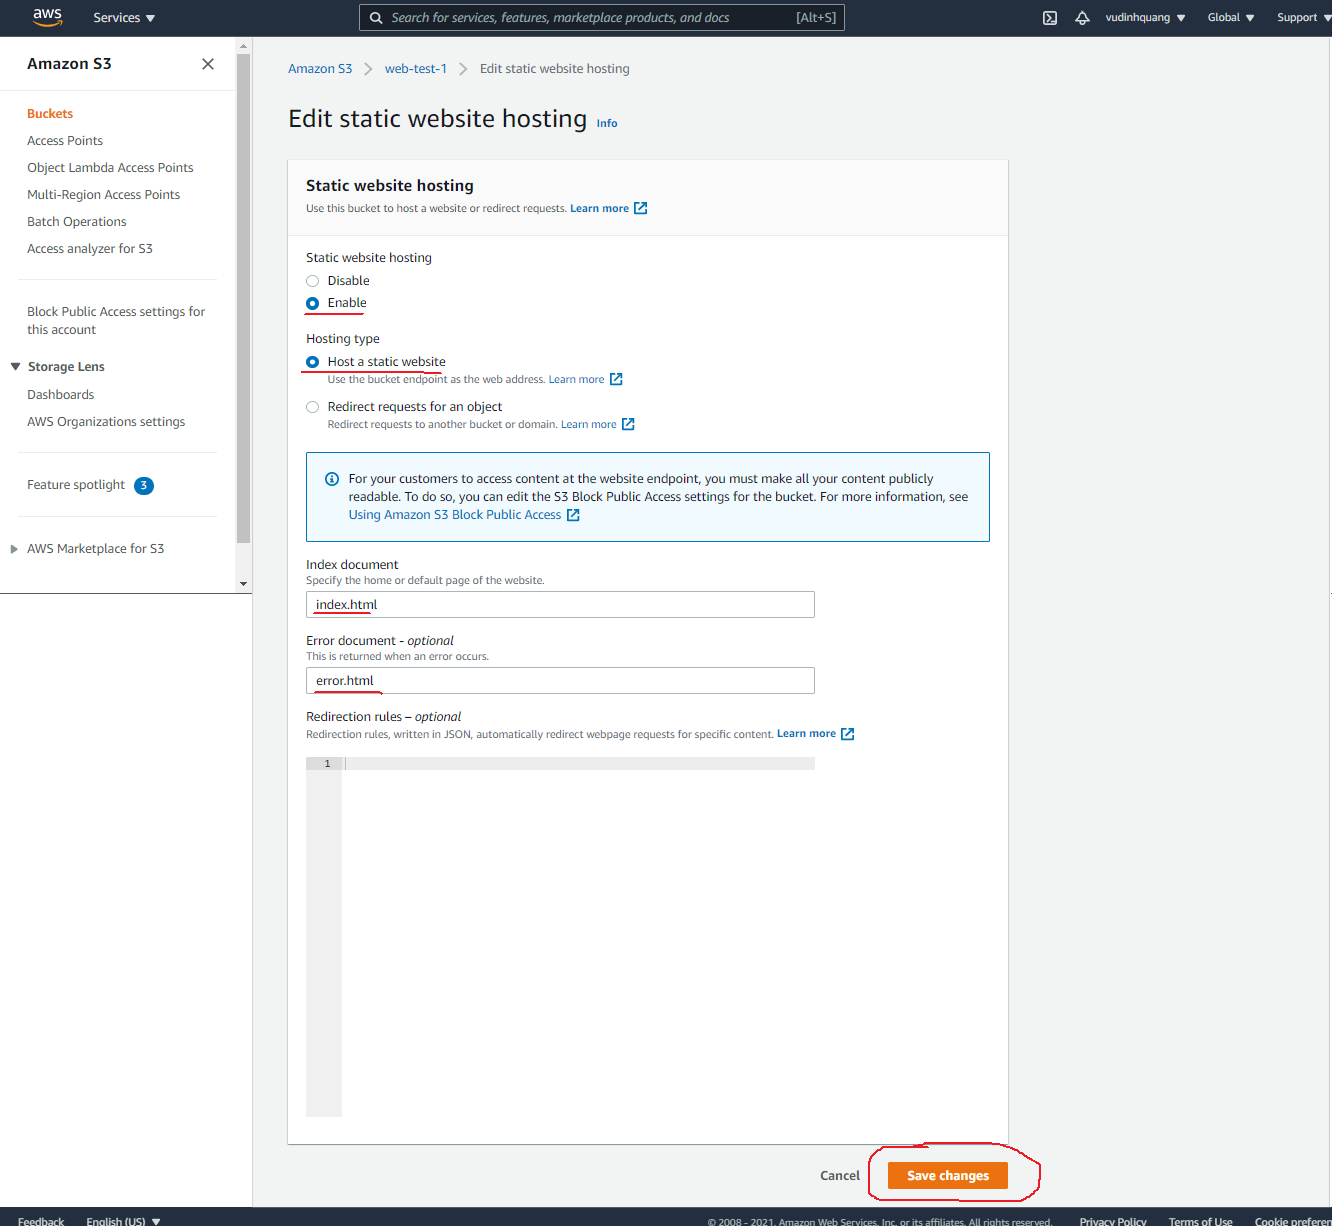 aws
Services
Search for services, features, marketplace products, and docs [Alt+S]
vudinhquang
Global
Support
Amazon S3
Buckets
Access Points
Object Lambda Access Points
Multi-Region Access Points
Batch Operations
Access analyzer for S3
Block Public Access settings for
this account
Storage Lens
Dashboards
AWS Organizations settings
Feature spotlight 3
AWS Marketplace for S3
Amazon S3 > web-test-1 > Edit static website hosting
Edit static website hosting Info
Static website hosting
Use this bucket to host a website or redirect requests. Learn more
Static website hosting
Disable
Enable
Hosting type
Host a static website
Use the bucket endpoint as the web address. Learn more
Redirect requests for an object
Redirect requests to another bucket or domain. Learn more
For your customers to access content at the website endpoint, you must make all your content publicly
readable. To do so, you can edit the S3 Block Public Access settings for the bucket. For more information, see
Using Amazon S3 Block Public Access
Index document
Specify the home or default page of the website.
index.html
Error document - optional
This is returned when an error occurs.
error.html
Redirection rules – optional
Redirection rules, written in JSON, automatically redirect webpage requests for specific content. Learn more
1
Cancel
Save changes
Feedback
English (US)
© 2008 - 2021, Amazon Web Services, Inc. or its affiliates. All rights reserved.
Privacy Policy
Terms of Use
Cookie preferen